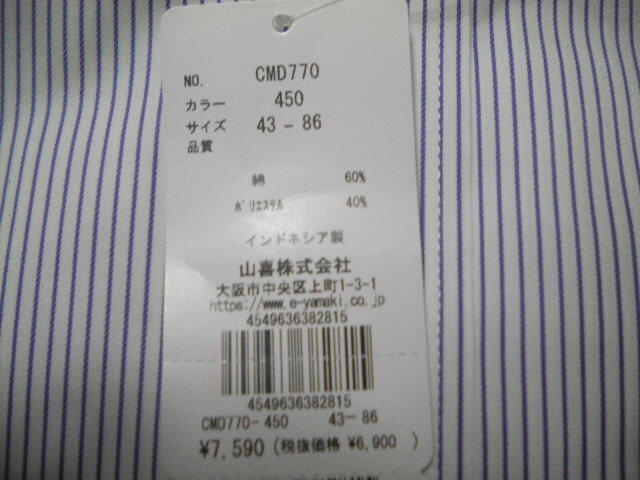 NO. CMD770
カラー 450
サイズ 43 - 86
品質
綿 60%
ポリエステル 40%
インドネシア製
山喜株式会社
大阪市中央区上町1-3-1
https://www.e-yamaki.co.jp
4549636382815
4549636382815
CMD770-450 43-86
¥7,590 (税抜価格 ¥6,900 )